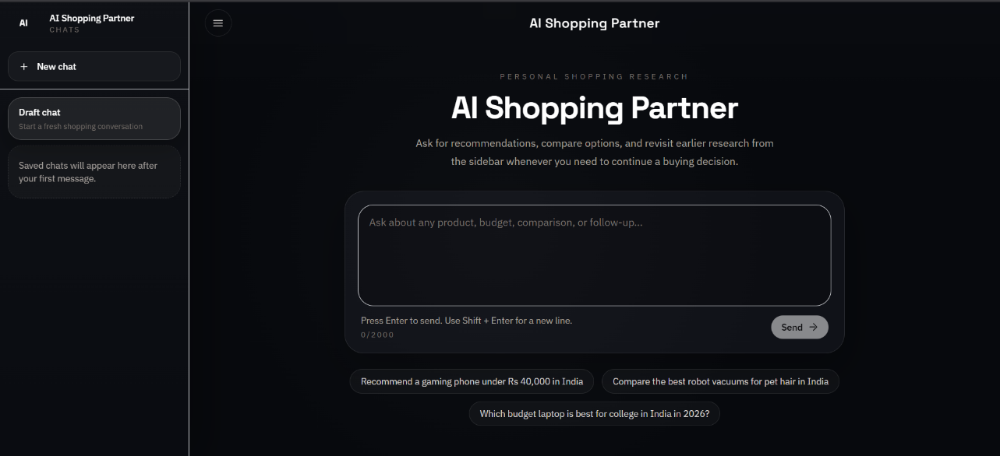 AI
AI Shopping Partner
CHATS
+ New chat
Draft chat
Start a fresh shopping conversation
Saved chats will appear here after
your first message.
AI Shopping Partner
PERSONAL SHOPPING RESEARCH
AI Shopping Partner
Ask for recommendations, compare options, and revisit earlier research from
the sidebar whenever you need to continue a buying decision.
Ask about any product, budget, comparison, or follow-up...
Press Enter to send. Use Shift + Enter for a new line.
0/2000
Send →
Recommend a gaming phone under Rs 40,000 in India
Compare the best robot vacuums for pet hair in India
Which budget laptop is best for college in India in 2026?